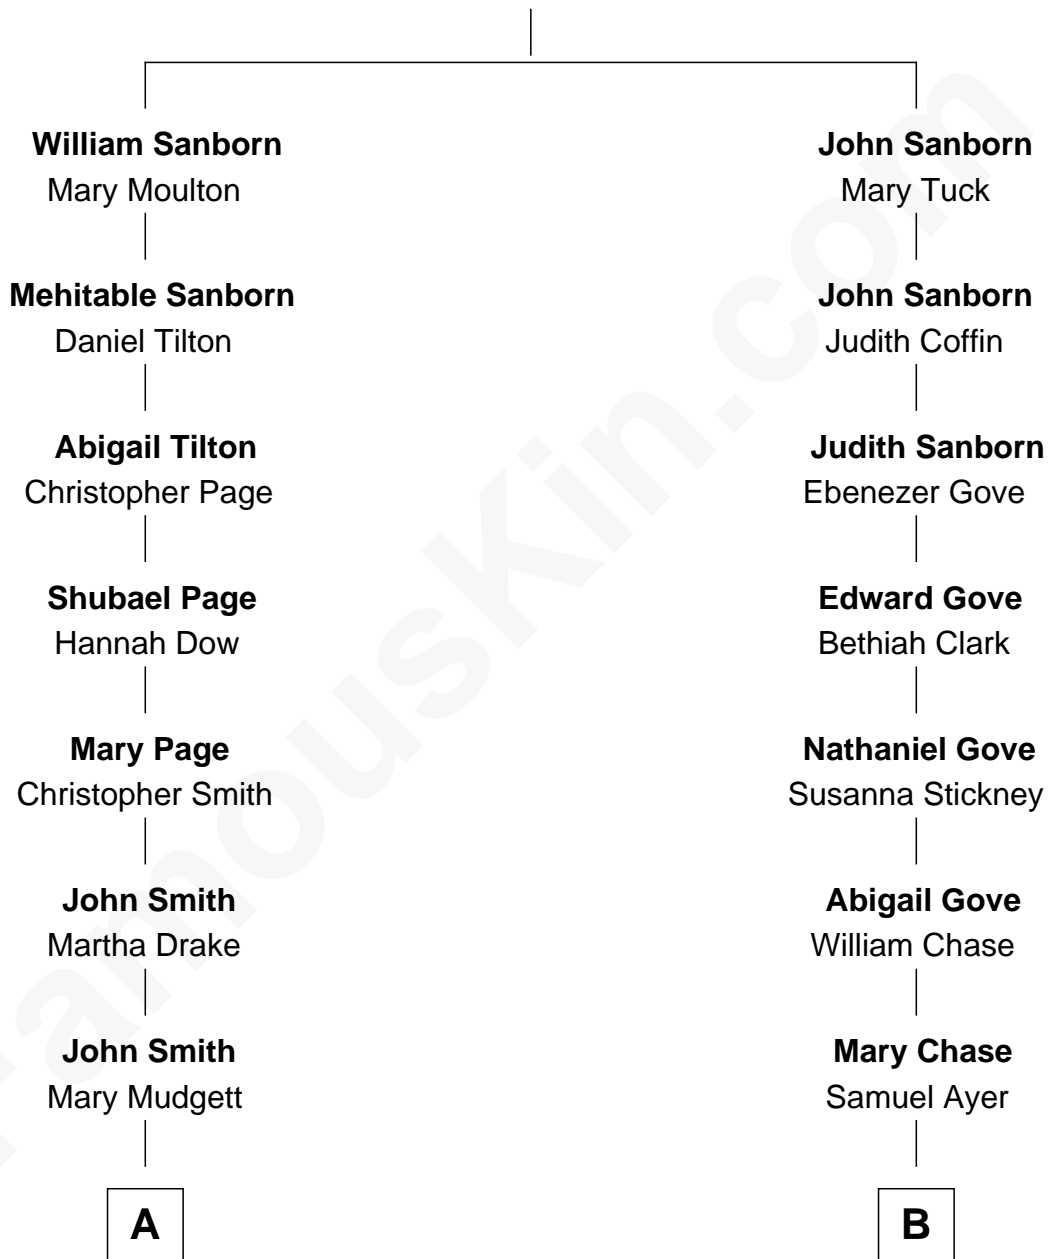 William Sanborn
Mary Moulton
John Sanborn
Mary Tuck
Mehitable Sanborn
Daniel Tilton
John Sanborn
Judith Coffin
Abigail Tilton
Christopher Page
Judith Sanborn
Ebenezer Gove
Shubael Page
Hannah Dow
Edward Gove
Bethiah Clark
Mary Page
Christopher Smith
Nathaniel Gove
Susanna Stickney
John Smith
Martha Drake
Abigail Gove
William Chase
John Smith
Mary Mudgett
Mary Chase
Samuel Ayer
A
B
FamousKin.com